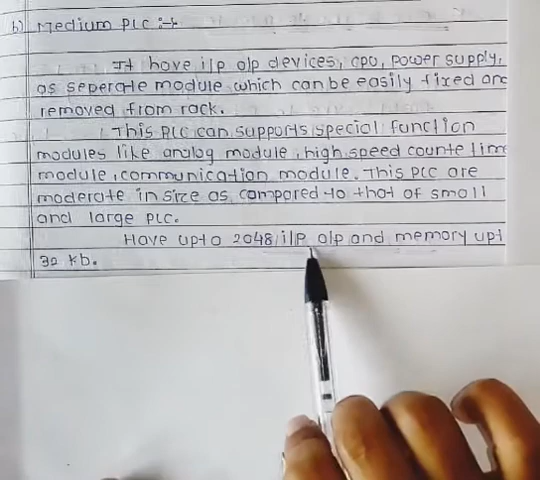 b) Medium PLC :-
It have i/p o/p devices, cpu, power supply,
as seperate module which can be easily fixed and
removed from rack.
This PLC can supports special function
modules like analog module, high speed counte time
module, communication module. This PLC are
moderate in size as compared to that of small
and large PLC.
Have upto 2048 i/p o/p and memory upt
32 kb.